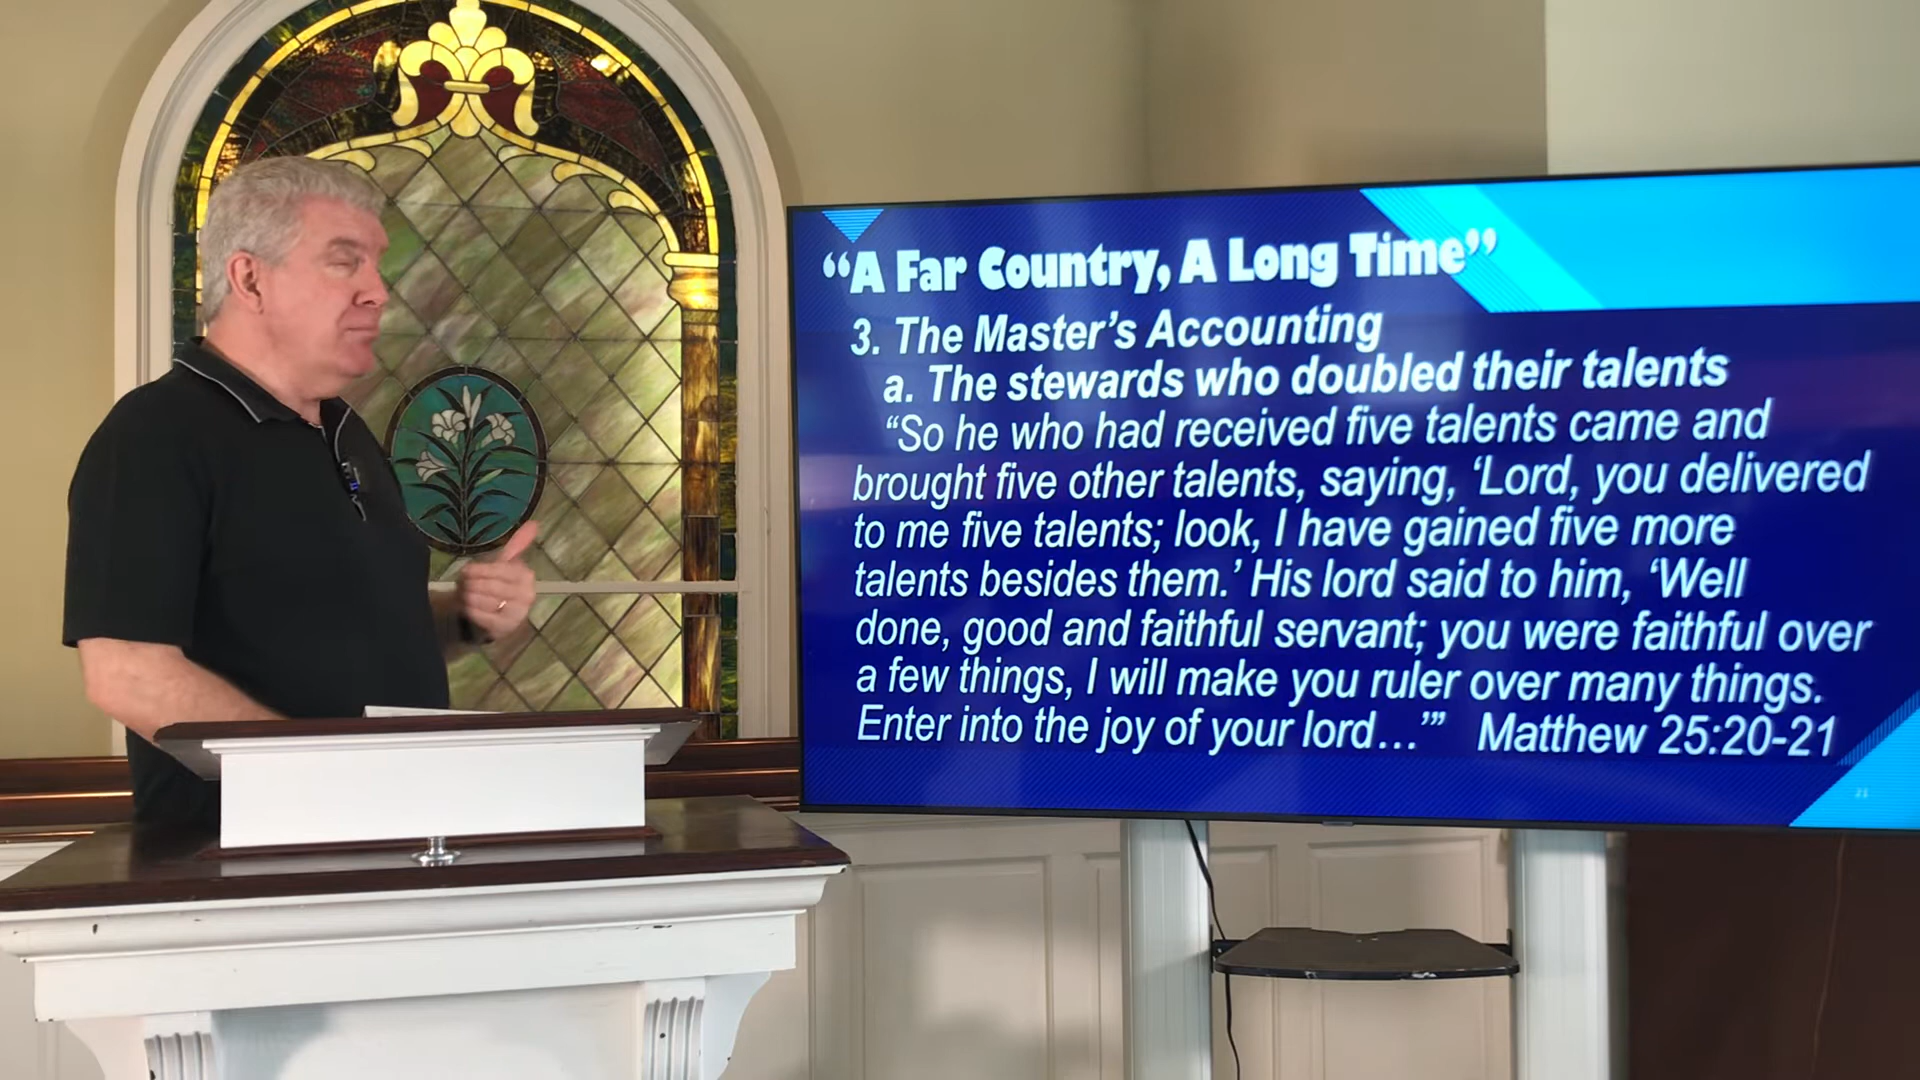 “A Far Country, A Long Time”
3. The Master’s Accounting
a. The stewards who doubled their talents
“So he who had received five talents came and
brought five other talents, saying, ‘Lord, you delivered
to me five talents; look, I have gained five more
talents besides them.’ His lord said to him, ‘Well
done, good and faithful servant; you were faithful over
a few things, I will make you ruler over many things.
Enter into the joy of your lord…’” Matthew 25:20-21